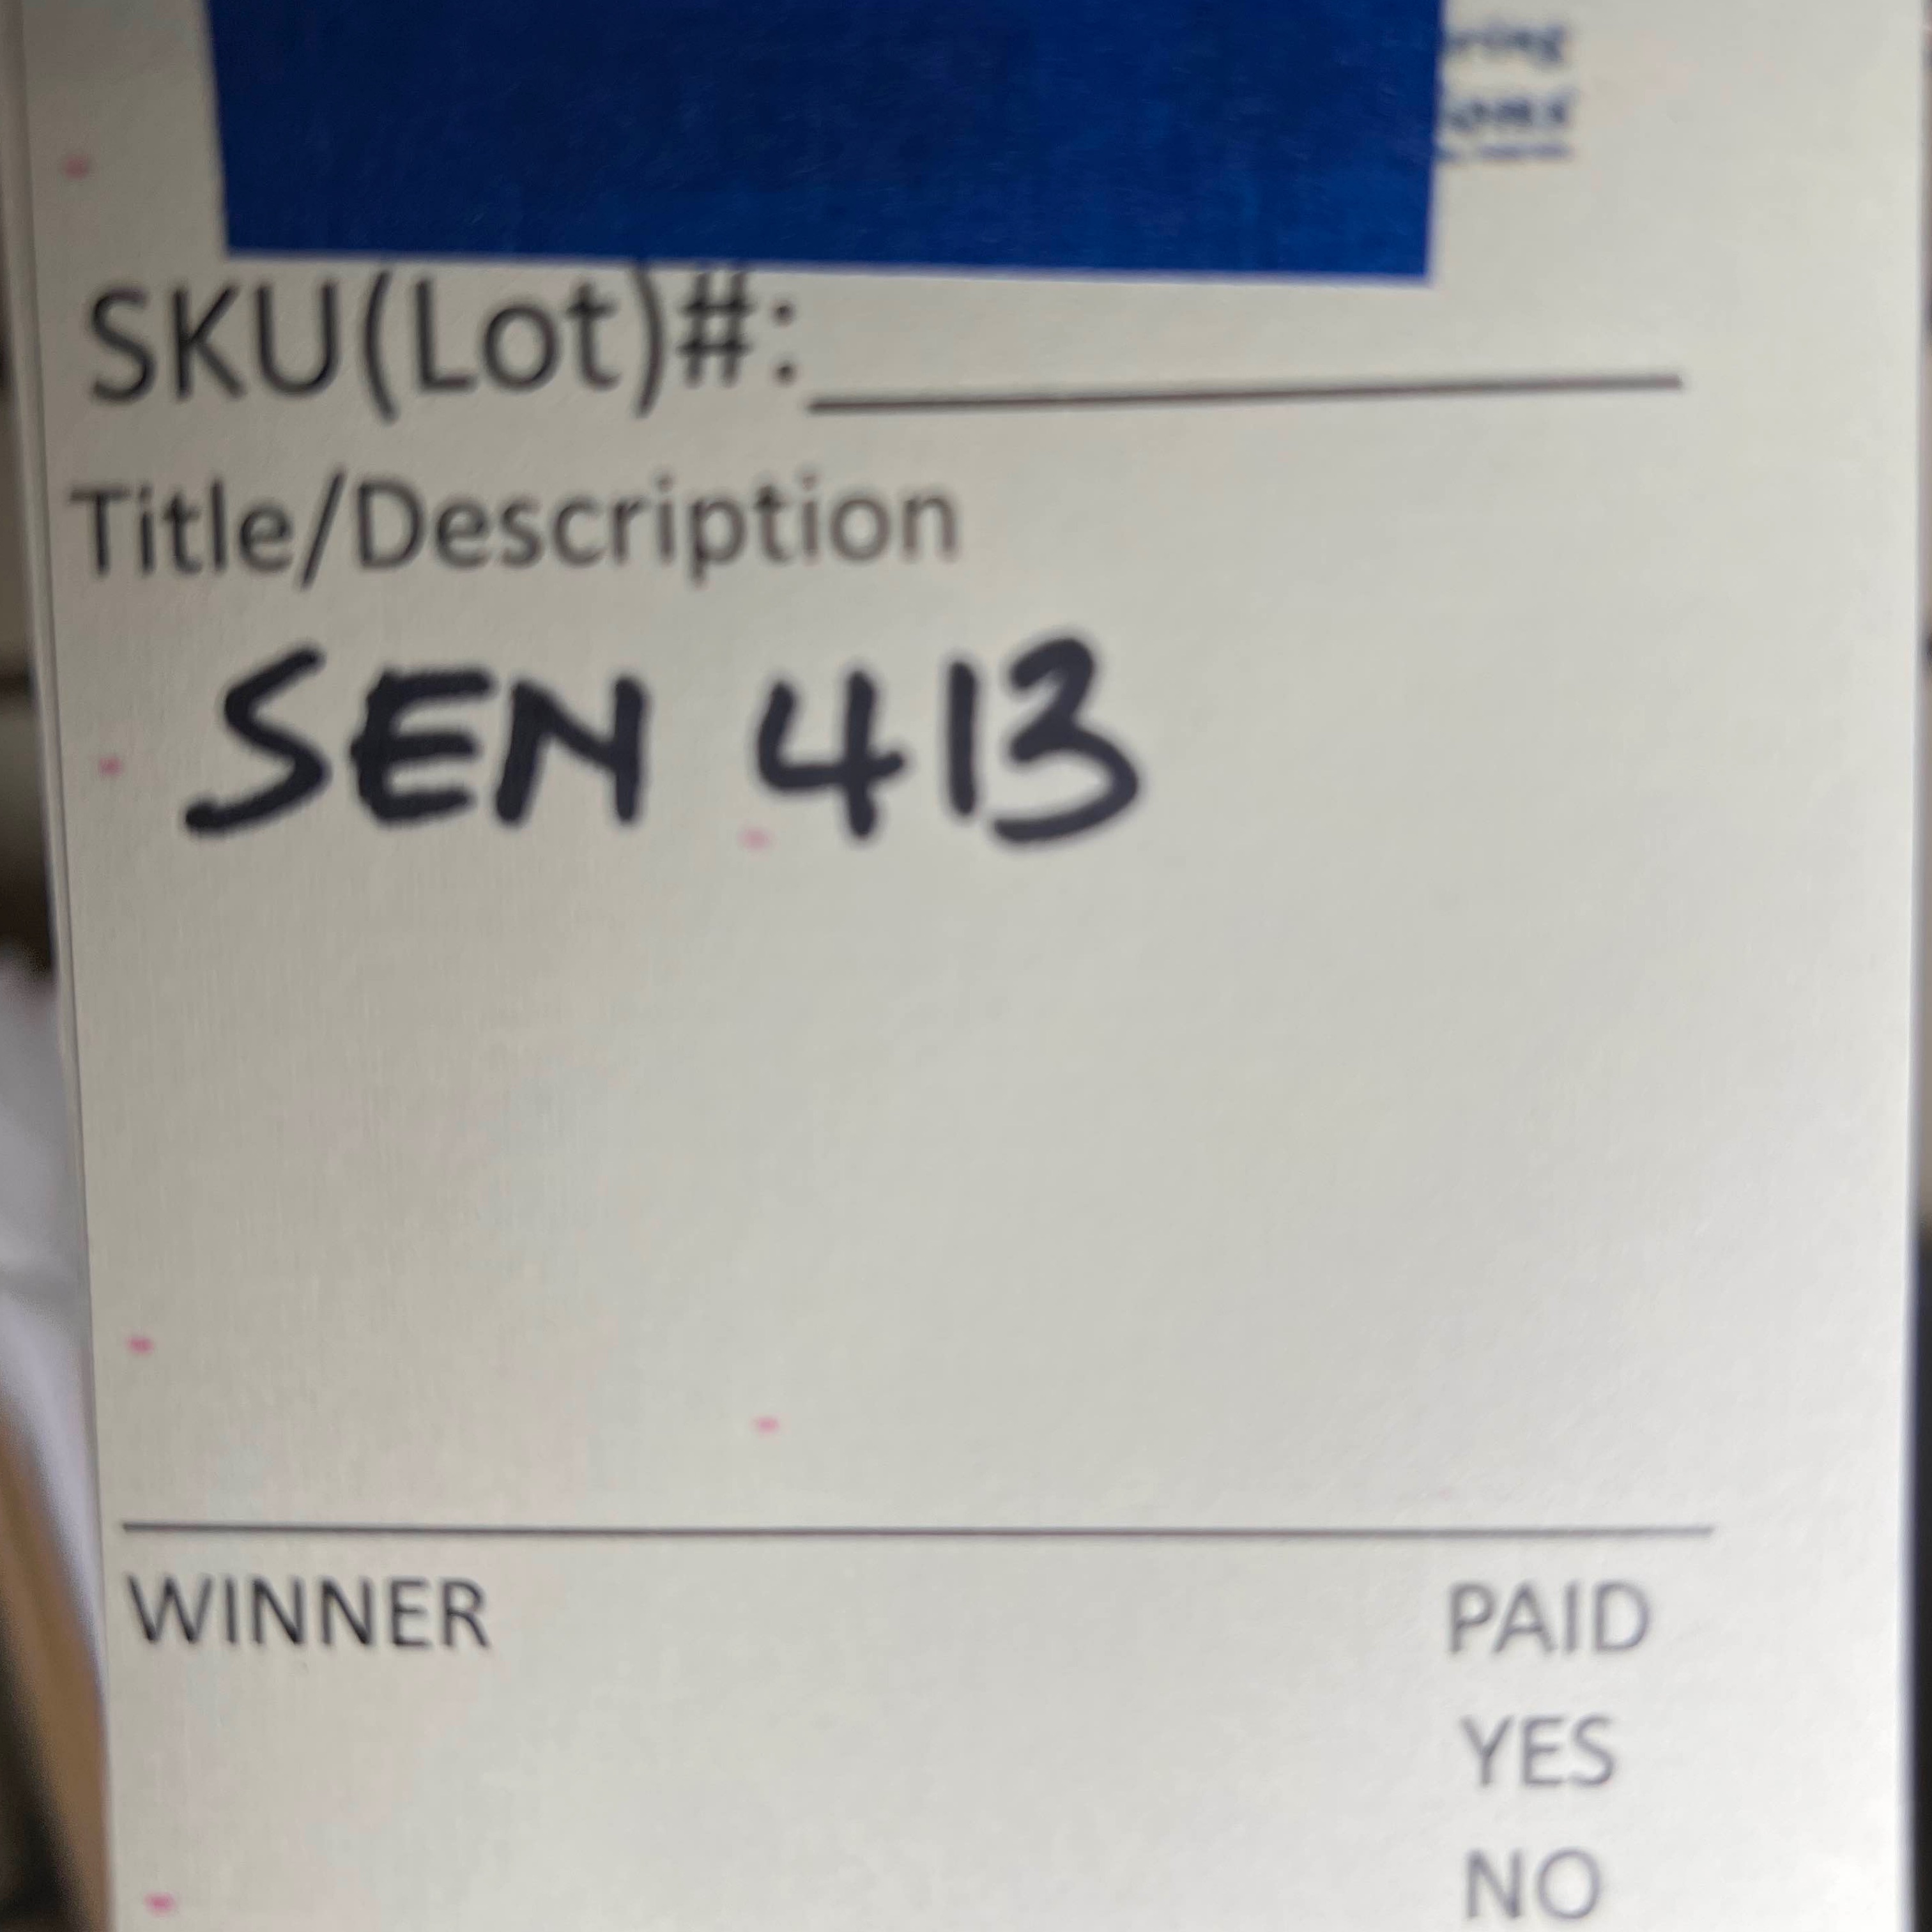 SKU(Lot)#:
Title/Description
SEN 413
WINNER PAID
YES
NO